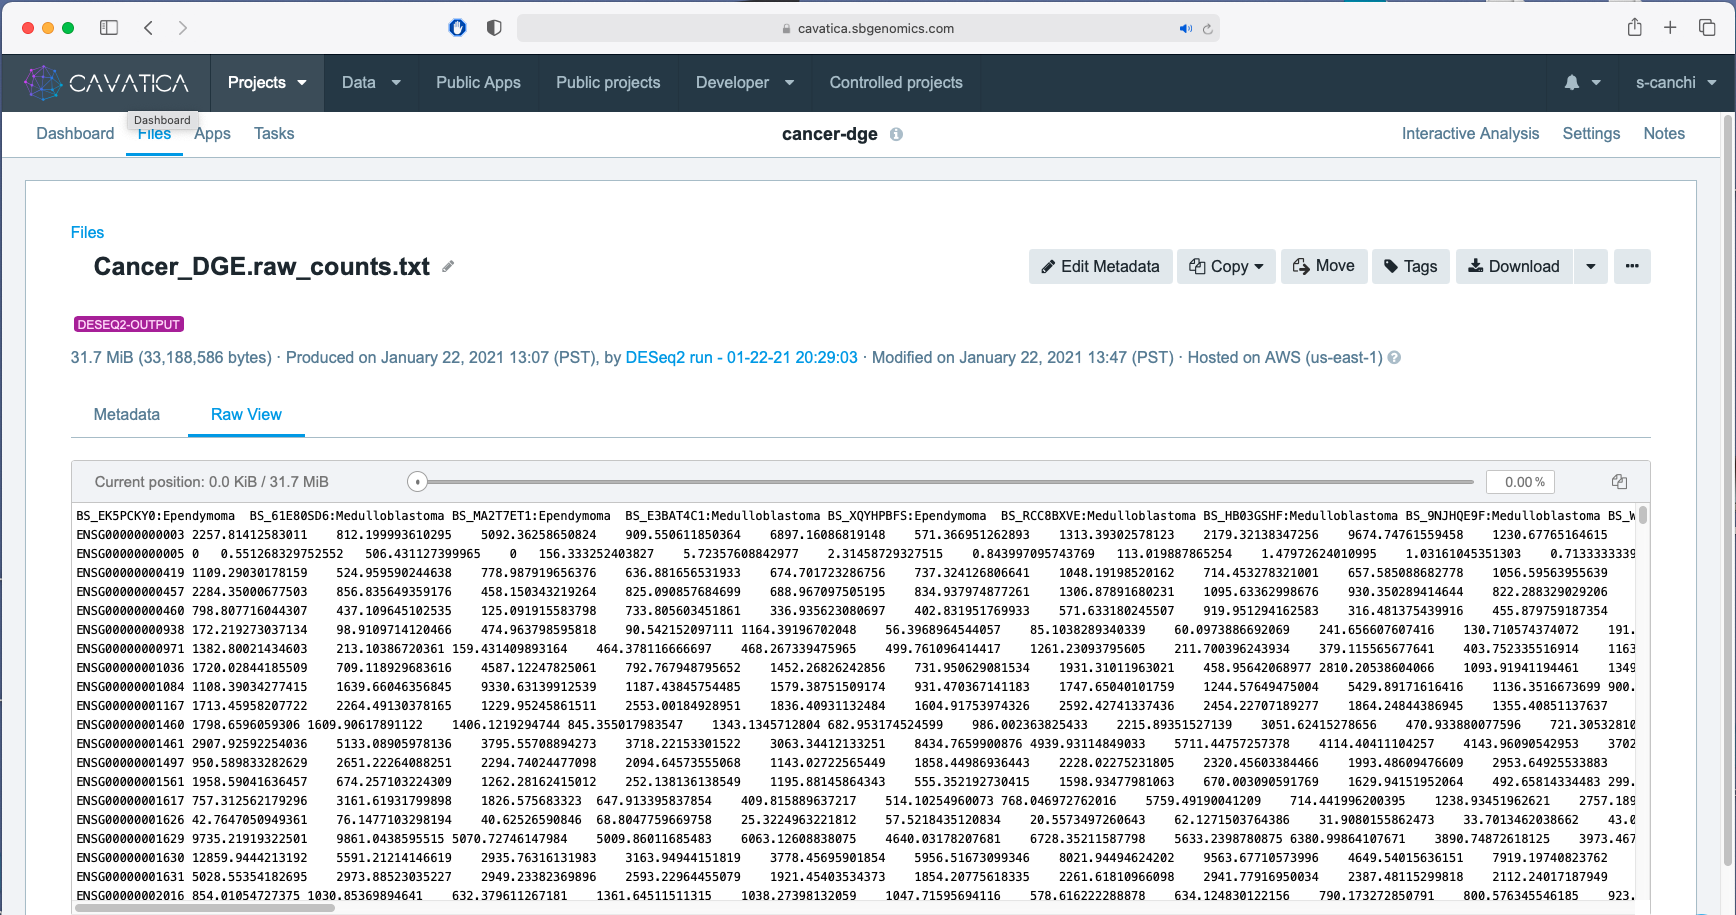 cavatica.sbgenomics.com
CAVATICA Projects Data Public Apps Public projects Developer Controlled projects s-canchi
Dashboard
Dashboard Files Apps Tasks cancer-dge Interactive Analysis Settings Notes
Files
Cancer_DGE.raw_counts.txt Edit Metadata Copy Move Tags Download
DESEQ2-OUTPUT
31.7 MiB (33,188,586 bytes) · Produced on January 22, 2021 13:07 (PST), by DESeq2 run - 01-22-21 20:29:03 · Modified on January 22, 2021 13:47 (PST) · Hosted on AWS (us-east-1)
Metadata Raw View
Current position: 0.0 KiB / 31.7 MiB 0.00 %
BS_EK5PCKY0:Ependymoma BS_61E80SD6:Medulloblastoma BS_MA2T7ET1:Ependymoma BS_E3BAT4C1:Medulloblastoma BS_XQYHPBFS:Ependymoma BS_RCC8BXVE:Medulloblastoma BS_HB03GSHF:Medulloblastoma BS_9NJHQE9F:Medulloblastoma BS_W
ENSG00000000003 2257.81412583011 812.199993610295 5092.36258650824 909.550611850364 6897.16086819148 571.366951262893 1313.39302578123 2179.32138347256 9674.74761559458 1230.67765164615
ENSG00000000005 0 0.551268329752552 506.431127399965 0 156.333252403827 5.72357608842977 2.31458729327515 0.843997095743769 113.019887865254 1.47972624010995 1.03161045351303 0.7133333339
ENSG00000000419 1109.29030178159 524.959590244638 778.987919656376 636.881656531933 674.701723286756 737.324126806641 1048.19198520162 714.453278321001 657.585088682778 1056.59563955639
ENSG00000000457 2284.35000677503 856.835649359176 458.150343219264 825.090857684699 688.967097505195 834.937974877261 1306.87891680231 1095.63362998676 930.350289414644 822.288329029206
ENSG00000000460 798.807716044307 437.109645102535 125.091915583798 733.805603451861 336.935623080697 402.831951769933 571.633180245507 919.951294162583 316.481375439916 455.879759187354
ENSG00000000938 172.219273037134 98.9109714120466 474.963798595818 90.542152097111 1164.39196702048 56.3968964544057 85.1038289340339 60.0973886692069 241.656607607416 130.710574374072 191.
ENSG00000000971 1382.80021434603 213.10386720361 159.431409893164 464.378116666697 468.267339475965 499.761096414417 1261.23093795605 211.700396243934 379.115565677641 403.752335516914 1163
ENSG00000001036 1720.02844185509 709.118929683616 4587.12247825061 792.767948795652 1452.26826242856 731.950629081534 1931.31011963021 458.95642068977 2810.20538604066 1093.91941194461 1349
ENSG00000001084 1108.39034277415 1639.66046356845 9330.63139912539 1187.43845754485 1579.38751509174 931.470367141183 1747.65040101759 1244.57649475004 5429.89171616416 1136.3516673699 900.
ENSG00000001167 1713.45958207722 2264.49130378165 1229.95245861511 2553.00184928951 1836.40931132484 1604.91753974326 2592.42741337436 2454.22707189277 1864.24844386945 1355.40851137637
ENSG00000001460 1798.6596059306 1609.90617891122 1406.1219294744 845.355017983547 1343.1345712804 682.953174524599 986.002363825433 2215.89351527139 3051.62415278656 470.933880077596 721.30532810
ENSG00000001461 2907.92592254036 5133.08905978136 3795.55708894273 3718.22153301522 3063.34412133251 8434.7659900876 4939.93114849033 5711.44757257378 4114.40411104257 4143.96090542953 3702
ENSG00000001497 950.589833282629 2651.22264088251 2294.74024477098 2094.64573555068 1143.02722565449 1858.44986936443 2228.02275231805 2320.45603384466 1993.48609476609 2953.64925533883
ENSG00000001561 1958.59041636457 674.257103224309 1262.28162415012 252.138136138549 1195.88145864343 555.352192730415 1598.93477981063 670.003090591769 1629.94151952064 492.65814334483 299.
ENSG00000001617 757.312562179296 3161.61931799898 1826.575683323 647.913395837854 409.815889637217 514.10254960073 768.046972762016 5759.49190041209 714.441996200395 1238.93451962621 2757.189
ENSG00000001626 42.7647050949361 76.1477103298194 40.62526590846 68.8047759669758 25.3224963221812 57.5218435120834 20.5573497260643 62.1271503764386 31.9080155862473 33.7013462038662 43.0
ENSG00000001629 9735.21919322501 9861.0438595515 5070.72746147984 5009.86011685483 6063.12608838075 4640.03178207681 6728.35211587798 5633.2398780875 6380.99864107671 3890.74872618125 3973.467
ENSG00000001630 12859.9444213192 5591.21214146619 2935.76316131983 3163.94944151819 3778.45695901854 5956.51673099346 8021.94494624202 9563.67710573996 4649.54015636151 7919.19740823762
ENSG00000001631 5028.55354182695 2973.88523035227 2949.23382369896 2593.22964455079 1921.45403534373 1854.20775618335 2261.61810966098 2941.77916950034 2387.48115299818 2112.24017187949
ENSG00000002016 854.01054727375 1030.85369894641 632.379611267181 1361.64511511315 1038.27398132059 1047.71595694116 578.616222288878 634.124830122156 790.173272850791 800.576345546185 923.